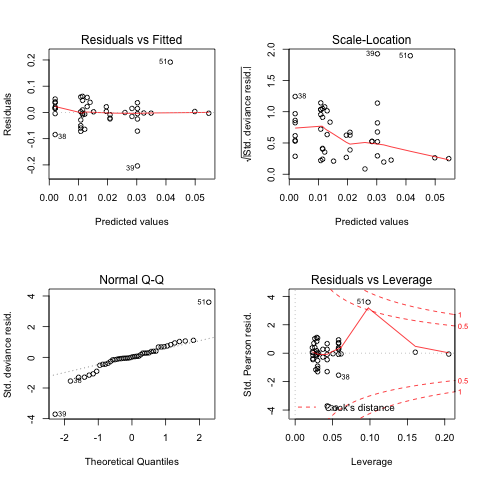 Residuals vs Fitted
Residuals
-0.2 -0.1 0.0 0.1 0.2
51
38
39
0.00 0.01 0.02 0.03 0.04 0.05
Predicted values
Scale-Location
√|Std. deviance resid.|
0.0 0.5 1.0 1.5 2.0
39
51
38
0.00 0.01 0.02 0.03 0.04 0.05
Predicted values
Normal Q-Q
Std. deviance resid.
-4 -2 0 2 4
51
38
39
-2 -1 0 1 2
Theoretical Quantiles
Residuals vs Leverage
Std. Pearson resid.
-4 -2 0 2 4
51
1
0.5
38
0.5
1
Cook's distance
0.00 0.05 0.10 0.15 0.20
Leverage